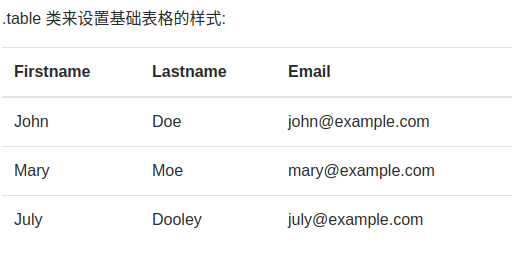 .table 类来设置基础表格的样式:
Firstname Lastname Email
John Doe john@example.com
Mary Moe mary@example.com
July Dooley july@example.com